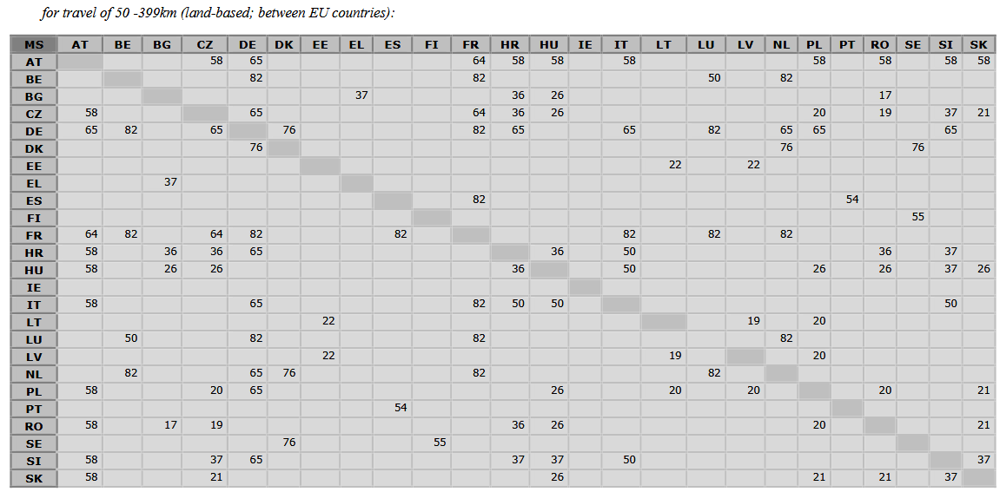 for travel of 50 -399km (land-based; between EU countries):
MS AT BE BG CZ DE DK EE EL ES FI FR HR HU IE IT LT LU LV NL PL PT RO SE SI SK
AT 58 65 64 58 58 58 58 58 58 58
BE 82 82 50 82
BG 37 36 26 17
CZ 58 65 64 36 26 20 19 37 21
DE 65 82 65 76 82 65 65 82 65 65 65
DK 76 76 76
EE 22 22
EL 37
ES 82 54
FI 55
FR 64 82 64 82 82 82 82 82
HR 58 36 36 65 36 50 36 37
HU 58 26 26 36 50 26 26 37 26
IE
IT 58 65 82 50 50 50
LT 22 19 20
LU 50 82 82 82
LV 22 19 20
NL 82 65 76 82 82
PL 58 20 65 26 20 20 20 21
PT 54
RO 58 17 19 36 26 20 21
SE 76 55
SI 58 37 65 37 37 50 37
SK 58 21 26 21 21 37